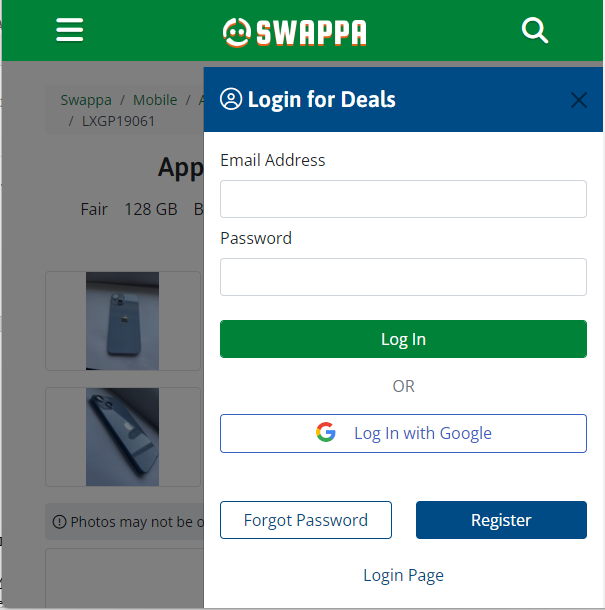 SWAPPA
Login for Deals
Swappa / Mobile /
/ LXGP19061
App
Fair 128 GB B
Email Address
Password
Log In
OR
Log In with Google
Photos may not be o
Forgot Password
Register
Login Page